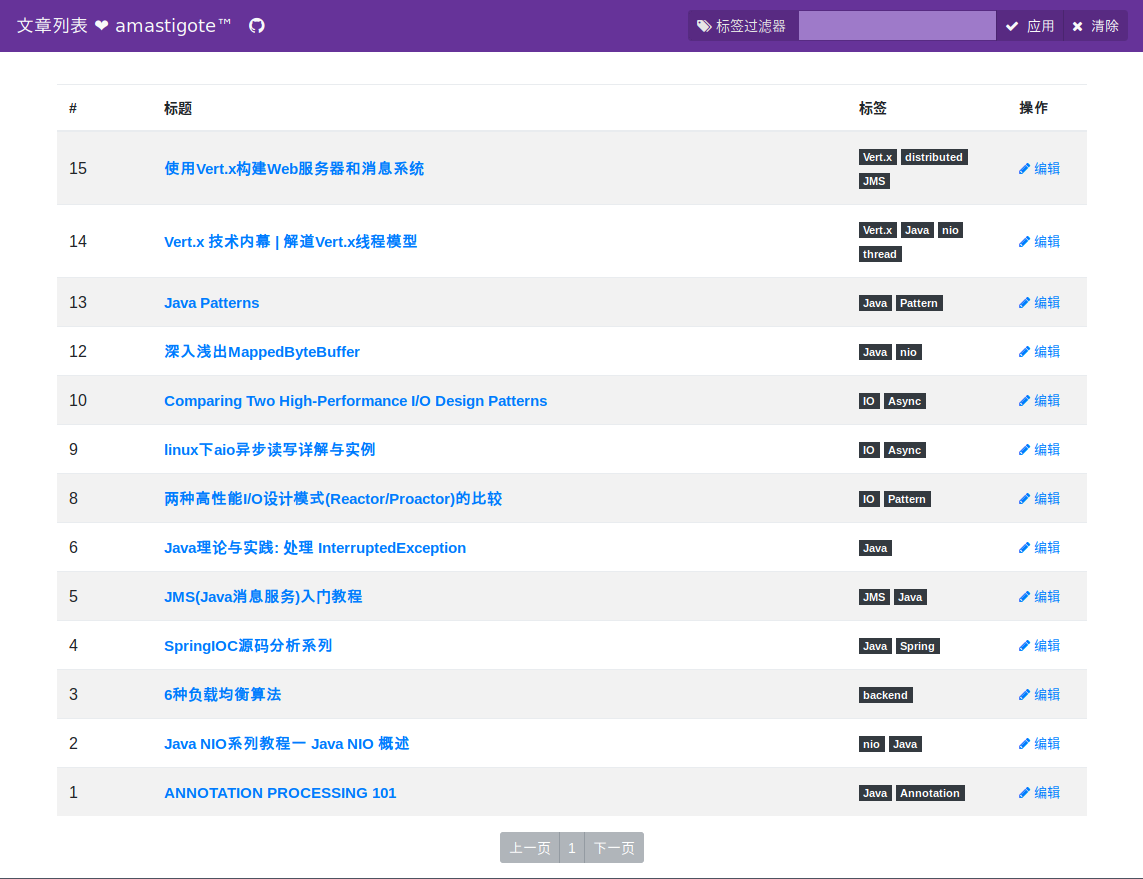 文章列表 ❤ amastigote™ 标签过滤器 应用 清除
# 标题 标签 操作
15 使用Vert.x构建Web服务器和消息系统 Vert.x distributed 编辑
JMS
14 Vert.x 技术内幕 | 解道Vert.x线程模型 Vert.x Java nio 编辑
thread
13 Java Patterns Java Pattern 编辑
12 深入浅出MappedByteBuffer Java nio 编辑
10 Comparing Two High-Performance I/O Design Patterns IO Async 编辑
9 linux下aio异步读写详解与实例 IO Async 编辑
8 两种高性能I/O设计模式(Reactor/Proactor)的比较 IO Pattern 编辑
6 Java理论与实践: 处理 InterruptedException Java 编辑
5 JMS(Java消息服务)入门教程 JMS Java 编辑
4 SpringIOC源码分析系列 Java Spring 编辑
3 6种负载均衡算法 backend 编辑
2 Java NIO系列教程一 Java NIO 概述 nio Java 编辑
1 ANNOTATION PROCESSING 101 Java Annotation 编辑
上一页 1 下一页